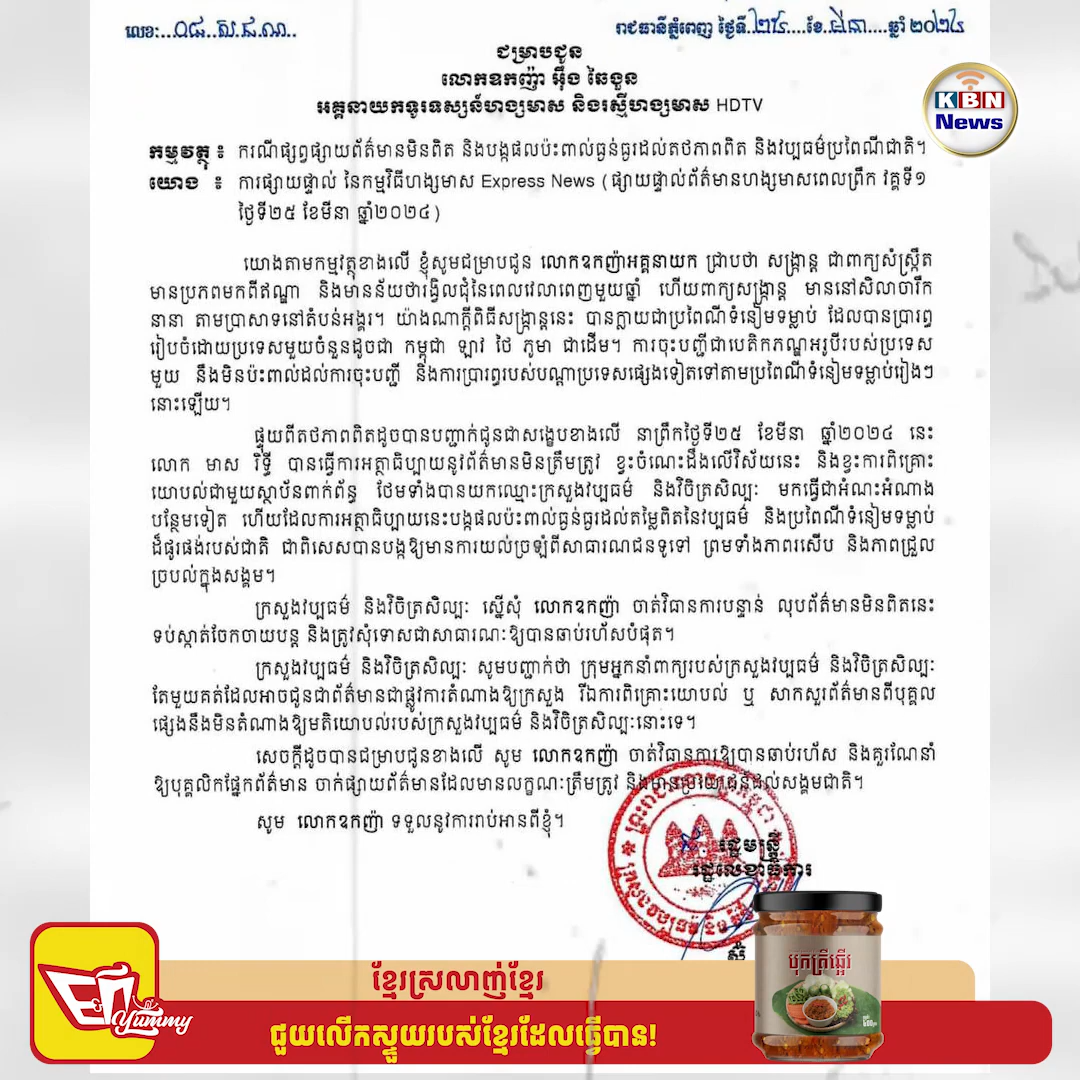 លេខ:...០៨...ស.ជ.ណ..
រាជធានីភ្នំពេញ ថ្ងៃទី..២៥....ខែ.មីនា....ឆ្នាំ ២០២៤
ជម្រាបជូន
លោកឧកញ៉ា អ៊ឹង ឆៃងួន
អគ្គនាយកទូរទស្សន៍ហង្សមាស និងរស្មីហង្សមាស HDTV
KBN
News
កម្មវត្ថុ ៖ ករណីផ្សព្វផ្សាយព័ត៌មានមិនពិត និងបង្កផលប៉ះពាល់ធ្ងន់ធ្ងរដល់តថភាពពិត និងវប្បធម៌ប្រពៃណីជាតិ។
យោង ៖ ការផ្សាយផ្ទាល់ នៃកម្មវិធីហង្សមាស Express News (ផ្សាយផ្ទាល់ព័ត៌មានហង្សមាសពេលព្រឹក វគ្គទី១
ថ្ងៃទី២៥ ខែមីនា ឆ្នាំ២០២៤)
យោងតាមកម្មវត្ថុខាងលើ ខ្ញុំសូមជម្រាបជូន លោកឧកញ៉ាអគ្គនាយក ជ្រាបថា សង្ក្រាន្ត ជាពាក្យសំស្ក្រឹត
មានប្រភពមកពីឥណ្ឌា និងមានន័យថារង្វិលជុំនៃពេលវេលាពេញមួយឆ្នាំ ហើយពាក្យសង្ក្រាន្ត មាននៅសិលាចារឹក
នានា តាមប្រាសាទនៅតំបន់អង្គរ។ យ៉ាងណាក្ដីពិធីសង្ក្រាន្តនេះ បានក្លាយជាប្រពៃណីទំនៀមទម្លាប់ ដែលបានប្រារព្ធ
រៀបចំដោយប្រទេសមួយចំនួនដូចជា កម្ពុជា ឡាវ ថៃ ភូមា ជាដើម។ ការចុះបញ្ជីជាបេតិកភណ្ឌអរូបីរបស់ប្រទេស
មួយ នឹងមិនប៉ះពាល់ដល់ការចុះបញ្ជី និងការប្រារព្ធរបស់បណ្ដាប្រទេសផ្សេងទៀតទៅតាមប្រពៃណីទំនៀមទម្លាប់រៀងៗ
នោះឡើយ។
ផ្ទុយពីតថភាពពិតដូចបានបញ្ជាក់ជូនជាសង្ខេបខាងលើ នាព្រឹកថ្ងៃទី២៥ ខែមីនា ឆ្នាំ២០២៤ នេះ
លោក មាស រិទ្ធី បានធ្វើការអត្ថាធិប្បាយនូវព័ត៌មានមិនត្រឹមត្រូវ ខ្វះចំណេះដឹងលើវិស័យនេះ និងខ្វះការពិគ្រោះ
យោបល់ជាមួយស្ថាប័នពាក់ព័ន្ធ ថែមទាំងបានយកឈ្មោះក្រសួងវប្បធម៌ និងវិចិត្រសិល្បៈ មកធ្វើជាអំណះអំណាង
បន្ថែមទៀត ហើយដែលការអត្ថាធិប្បាយនេះបង្កផលប៉ះពាល់ធ្ងន់ធ្ងរដល់តម្លៃពិតនៃវប្បធម៌ និងប្រពៃណីទំនៀមទម្លាប់
ដ៏ផូរផង់របស់ជាតិ ជាពិសេសបានបង្កឱ្យមានការយល់ច្រឡំពីសាធារណជនទូទៅ ព្រមទាំងភាពរសើប និងភាពជ្រួល
ច្របល់ក្នុងសង្គម។
ក្រសួងវប្បធម៌ និងវិចិត្រសិល្បៈ ស្នើសុំ លោកឧកញ៉ា ចាត់វិធានការបន្ទាន់ លុបព័ត៌មានមិនពិតនេះ
ទប់ស្កាត់ចែកចាយបន្ត និងត្រូវសុំទោសជាសាធារណៈឱ្យបានឆាប់រហ័សបំផុត។
ក្រសួងវប្បធម៌ និងវិចិត្រសិល្បៈ សូមបញ្ជាក់ថា ក្រុមអ្នកនាំពាក្យរបស់ក្រសួងវប្បធម៌ និងវិចិត្រសិល្បៈ
តែមួយគត់ដែលអាចជូនជាព័ត៌មានជាផ្លូវការតំណាងឱ្យក្រសួង រីឯការពិគ្រោះយោបល់ ឬ សាកសួរព័ត៌មានពីបុគ្គល
ផ្សេងនឹងមិនតំណាងឱ្យមតិយោបល់របស់ក្រសួងវប្បធម៌ និងវិចិត្រសិល្បៈនោះទេ។
សេចក្ដីដូចបានជម្រាបជូនខាងលើ សូម លោកឧកញ៉ា ចាត់វិធានការឱ្យបានឆាប់រហ័ស និងគួរណែនាំ
ឱ្យបុគ្គលិកផ្នែកព័ត៌មាន ចាក់ផ្សាយព័ត៌មានដែលមានលក្ខណៈត្រឹមត្រូវ និងមានប្រយោជន៍ដល់សង្គមជាតិ។
សូម លោកឧកញ៉ា ទទួលនូវការរាប់អានពីខ្ញុំ។
រដ្ឋមន្ត្រី
រដ្ឋលេខាធិការ
Yummy
ខ្មែរស្រលាញ់ខ្មែរ
ជួយលើកស្ទួយរបស់ខ្មែរដែលធ្វើបាន!
បុកត្រីឆ្អើរ